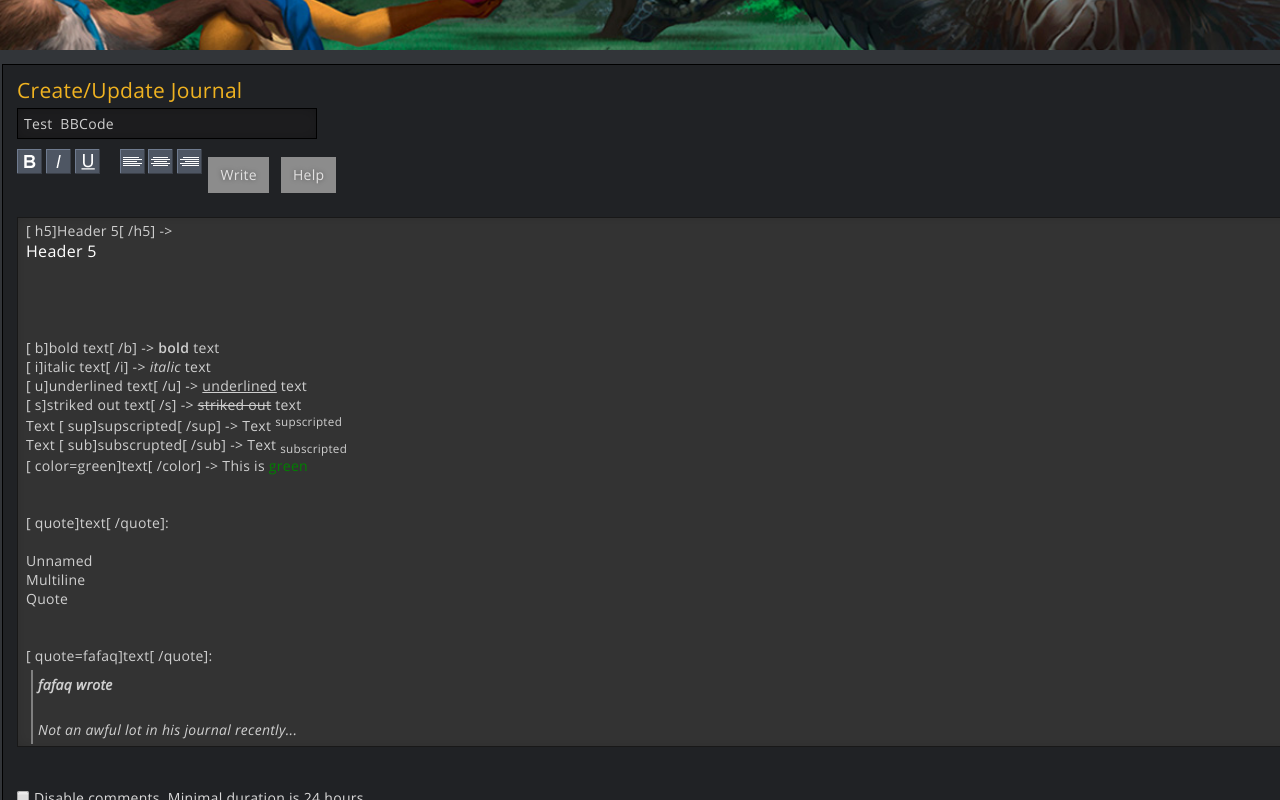 Create/Update Journal
Test  BBCode
B I U Write Help
[ h5]Header 5[ /h5] ->
Header 5
[ b]bold text[ /b] -> bold text
[ i]italic text[ /i] -> italic text
[ u]underlined text[ /u] -> underlined text
[ s]striked out text[ /s] -> striked out text
Text [ sup]supscripted[ /sup] -> Text supscripted
Text [ sub]subscrupted[ /sub] -> Text subscripted
[ color=green]text[ /color] -> This is green
[ quote]text[ /quote]:
Unnamed
Multiline
Quote
[ quote=fafaq]text[ /quote]:
fafaq wrote
Not an awful lot in his journal recently...
Disable comments. Minimal duration is 24 hours